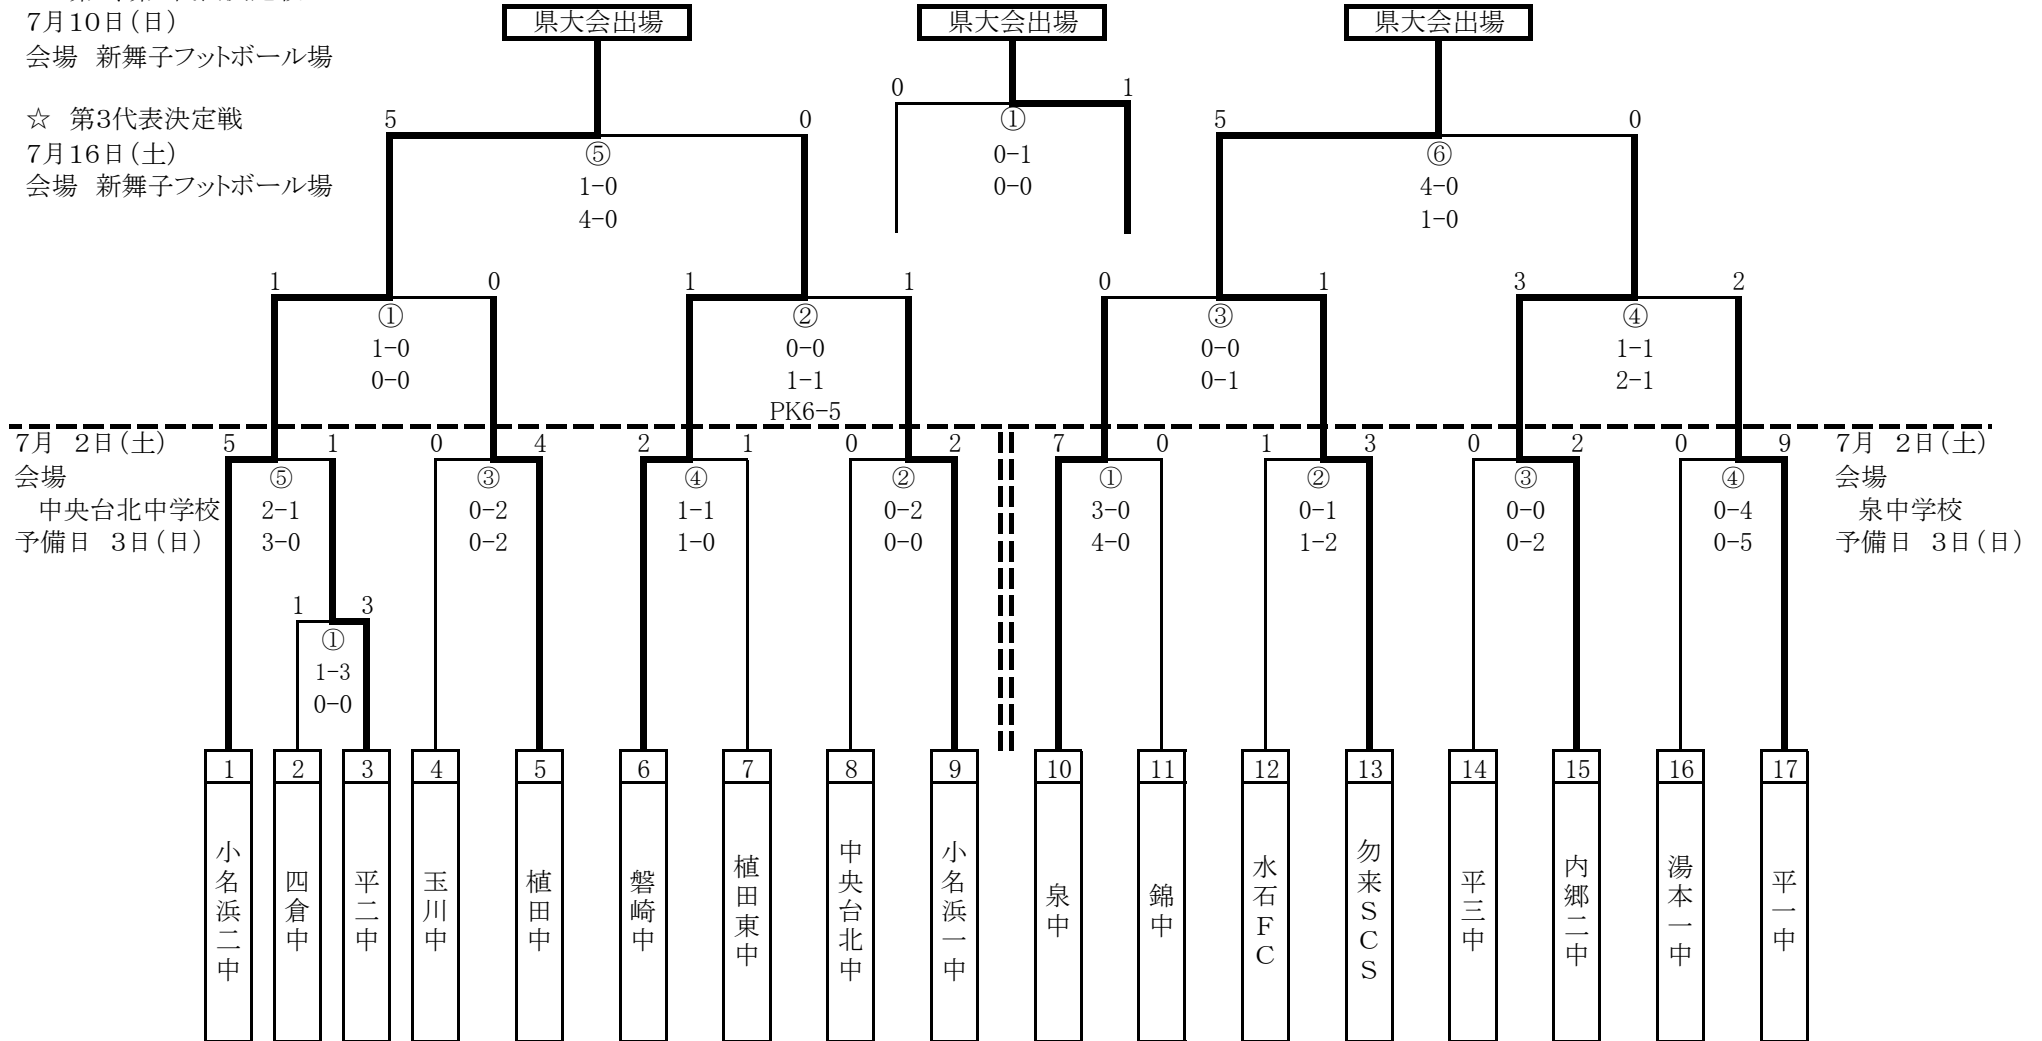 7月10日(日)
会場　新舞子フットボール場
☆　第3代表決定戦
7月16日(土)
会場　新舞子フットボール場
県大会出場
県大会出場
県大会出場
0 1
①
0-1
0-0
5 0
⑤
1-0
4-0
5 0
⑥
4-0
1-0
1 0
①
1-0
0-0
1 1
②
0-0
1-1
PK6-5
0 1
③
0-0
0-1
3 2
④
1-1
2-1
7月　2日(土)
会場
中央台北中学校
予備日　3日(日)
5 1
⑤
2-1
3-0
0 4
③
0-2
0-2
2 1
④
1-1
1-0
0 2
②
0-2
0-0
7 0
①
3-0
4-0
1 3
②
0-1
1-2
0 2
③
0-0
0-2
0 9
④
0-4
0-5
7月　2日(土)
会場
泉中学校
予備日　3日(日)
1 3
①
1-3
0-0
1 2 3 4 5 6 7 8 9 10 11 12 13 14 15 16 17
小名浜二中
四倉中
平二中
玉川中
植田中
磐崎中
植田東中
中央台北中
小名浜一中
泉中
錦中
水石FC
勿来SCS
平三中
内郷二中
湯本一中
平一中